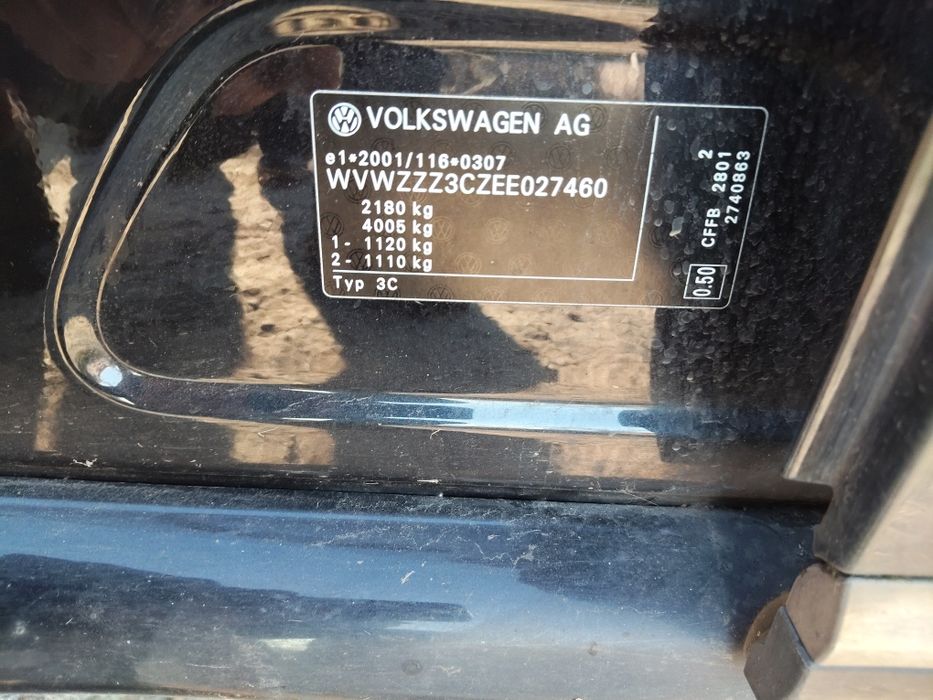 VOLKSWAGEN AG
e1*2001/116*0307
WVWZZZ3CZEE027460
2180 kg
4005 kg
1- 1120 kg
2- 1110 kg
Typ 3C
CFFB 2801 2
2740863
0.50